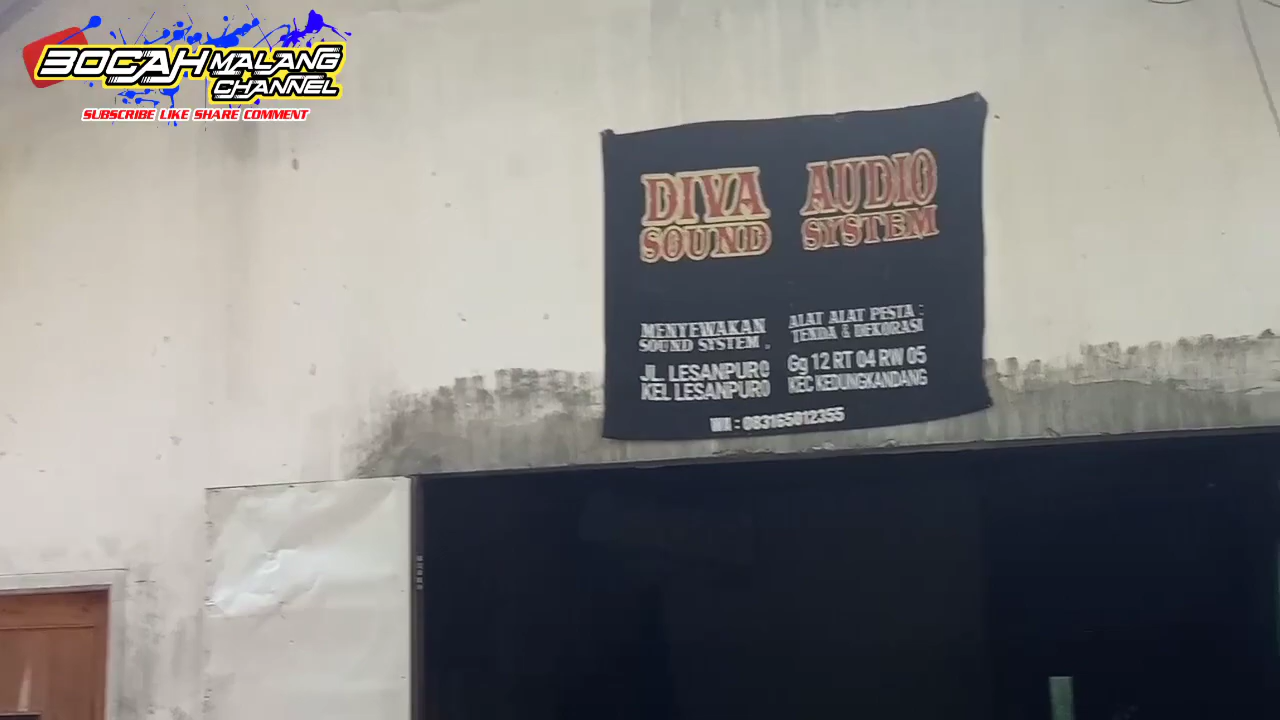 BOCAH MALANG
CHANNEL
SUBSCRIBE LIKE SHARE COMMENT
DIVA AUDIO
SOUND SYSTEM
MENYEWAKAN ALAT ALAT PESTA :
SOUND SYSTEM , TENDA & DEKORASI
JL. LESANPURO Gg 12 RT 04 RW 05
KEL LESANPURO KEC KEDUNGKANDANG
WA : 083165012355